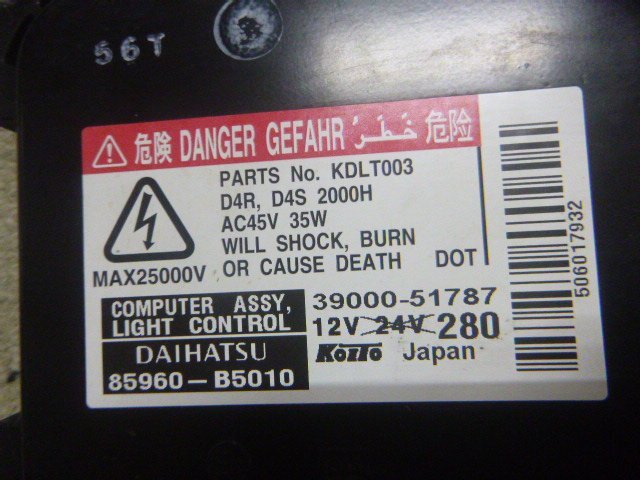 56T
危険 DANGER GEFAHR خَطَر 危险
PARTS No. KDLT003
D4R, D4S 2000H
AC45V 35W
WILL SHOCK, BURN
OR CAUSE DEATH DOT
MAX25000V
COMPUTER ASSY,
LIGHT CONTROL
DAIHATSU
85960-B5010
39000-51787
12V 24V 280
KOITO Japan
506017932